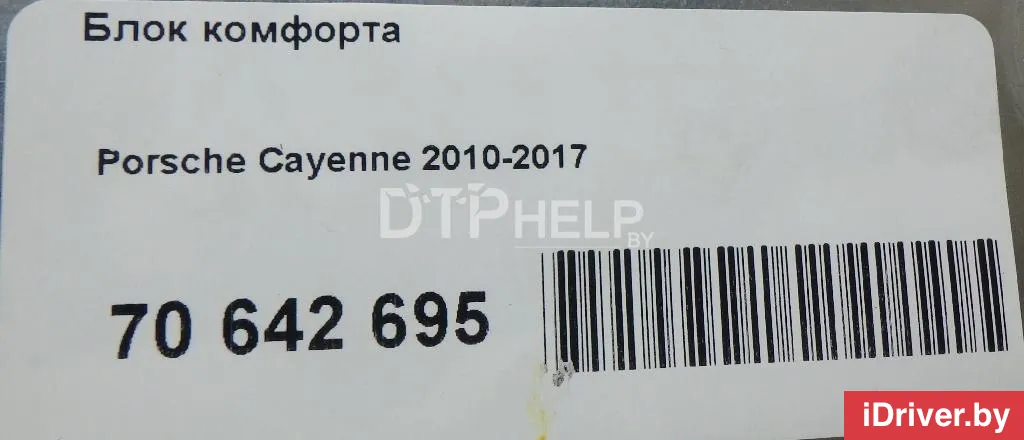 Блок комфорта
Porsche Cayenne 2010-2017
DTPHELP
BY
70 642 695
iDriver.by